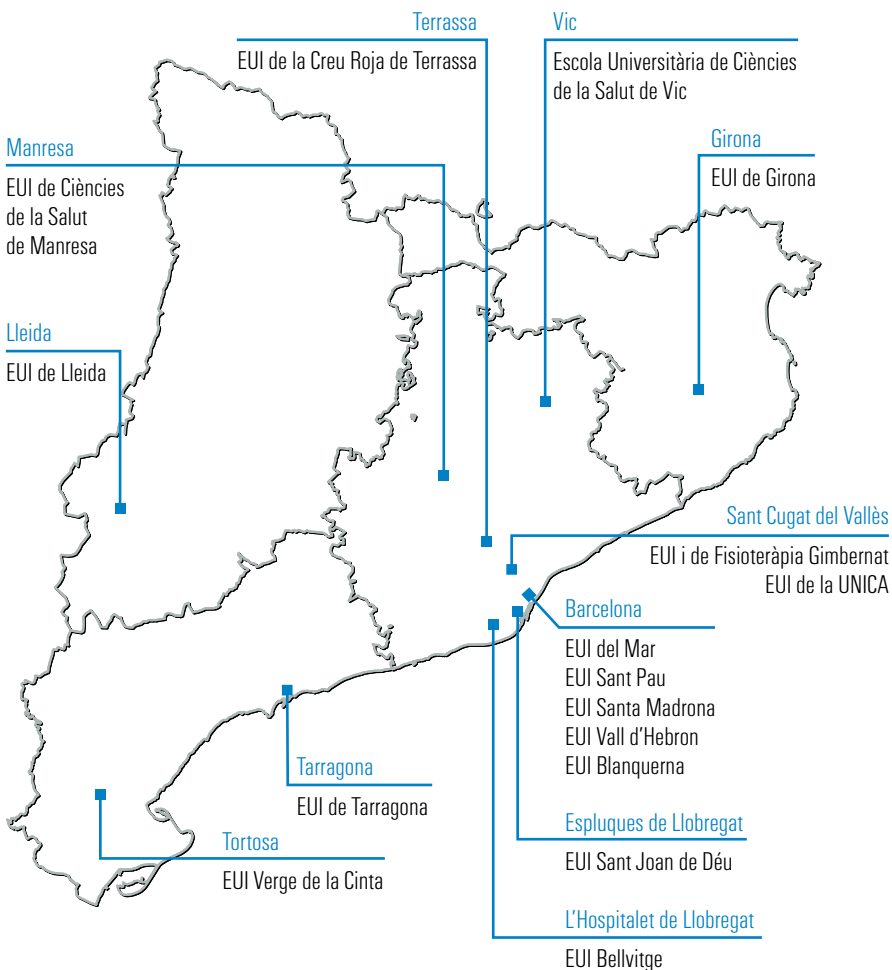 Terrassa
EUI de la Creu Roja de Terrassa
Vic
Escola Universitària de Ciències
de la Salut de Vic
Manresa
EUI de Ciències
de la Salut
de Manresa
Girona
EUI de Girona
Lleida
EUI de Lleida
Sant Cugat del Vallès
EUI i de Fisioteràpia Gimbernat
EUI de la UNICA
Barcelona
EUI del Mar
EUI Sant Pau
EUI Santa Madrona
EUI Vall d'Hebron
EUI Blanquerna
Tarragona
EUI de Tarragona
Espluques de Llobregat
EUI Sant Joan de Déu
Tortosa
EUI Verge de la Cinta
L'Hospitalet de Llobregat
EUI Bellvitge